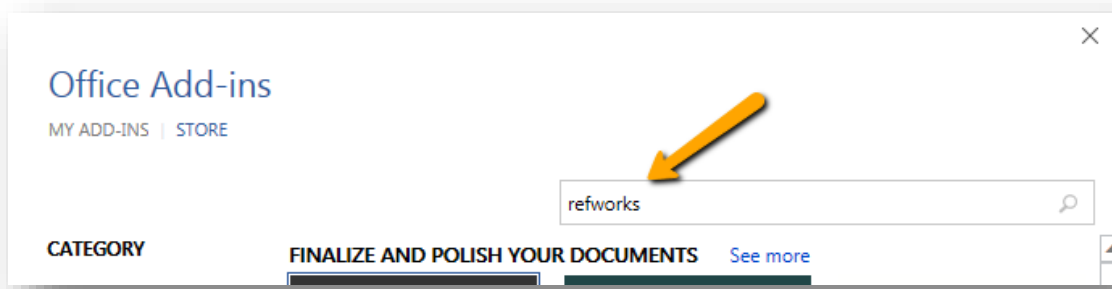 Office Add-ins
MY ADD-INS | STORE
refworks
CATEGORY
FINALIZE AND POLISH YOUR DOCUMENTS See more